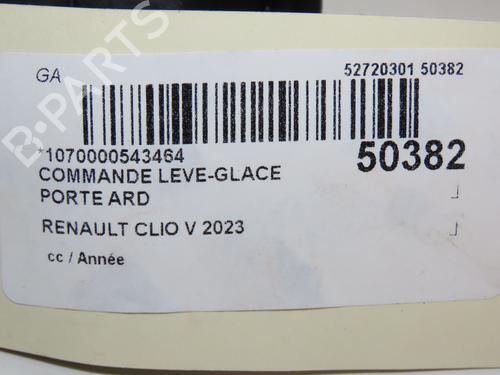 GA
52720301 50382
*1070000543464
50382
COMMANDE LEVE-GLACE
PORTE ARD
RENAULT CLIO V 2023
cc / Année
B-PARTS